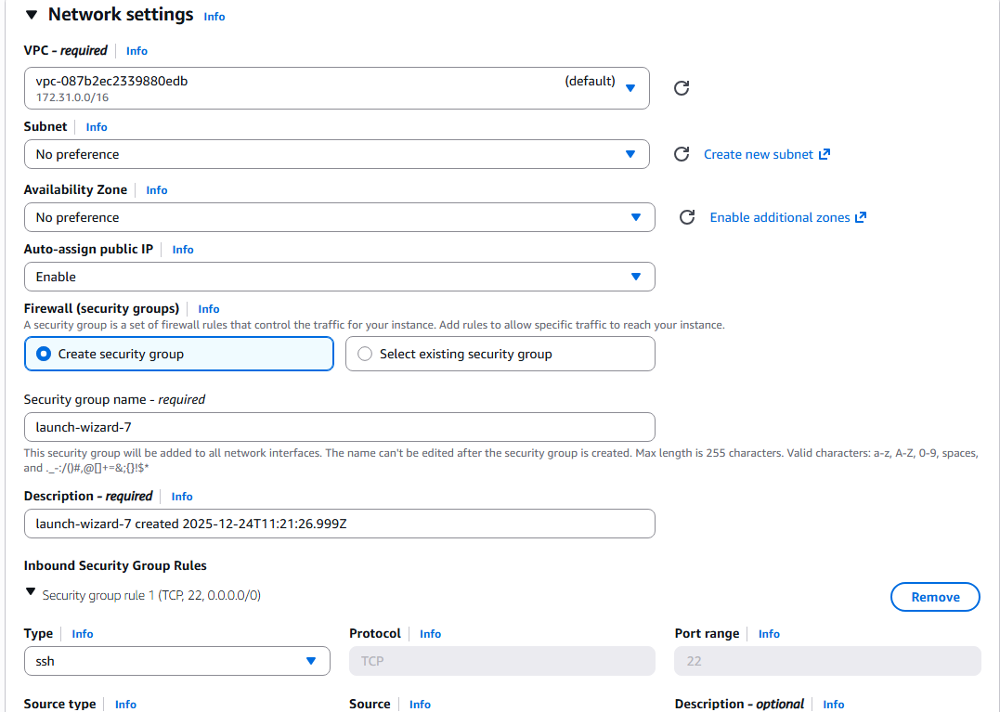 Network settings Info
VPC - required Info
vpc-087b2ec2339880edb (default)
172.31.0.0/16
Subnet Info
No preference
Create new subnet
Availability Zone Info
No preference
Enable additional zones
Auto-assign public IP Info
Enable
Firewall (security groups) Info
A security group is a set of firewall rules that control the traffic for your instance. Add rules to allow specific traffic to reach your instance.
Create security group
Select existing security group
Security group name - required
launch-wizard-7
This security group will be added to all network interfaces. The name can't be edited after the security group is created. Max length is 255 characters. Valid characters: a-z, A-Z, 0-9, spaces,
and ._-:/()#,@[]+=&;{}!$*
Description - required Info
launch-wizard-7 created 2025-12-24T11:21:26.999Z
Inbound Security Group Rules
Security group rule 1 (TCP, 22, 0.0.0.0/0)
Remove
Type Info
Protocol Info
Port range Info
ssh
TCP
22
Source type Info
Source Info
Description - optional Info